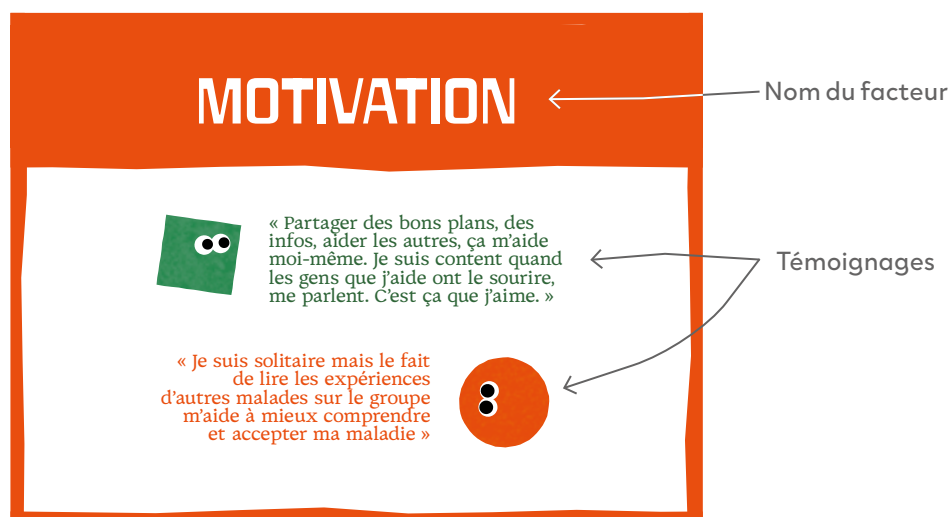 MOTIVATION
Nom du facteur
« Partager des bons plans, des
infos, aider les autres, ça m’aide
moi-même. Je suis content quand
les gens que j’aide ont le sourire,
me parlent. C’est ça que j’aime. »
Témoignages
« Je suis solitaire mais le fait
de lire les expériences
d’autres malades sur le groupe
m’aide à mieux comprendre
et accepter ma maladie »